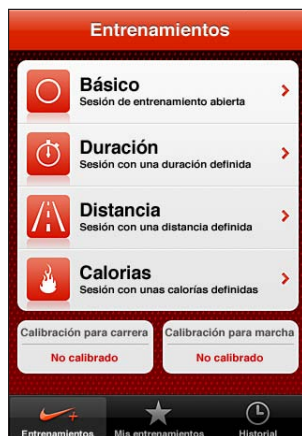 Entrenamientos
Básico
Sesión de entrenamiento abierta
Duración
Sesión con una duración definida
Distancia
Sesión con una distancia definida
Calorias
Sesión con unas calorías definidas
Calibración para carrera
Calibración para marcha
No calibrado
No calibrado
Entrenamientos
Mis entrenamientos
Historial